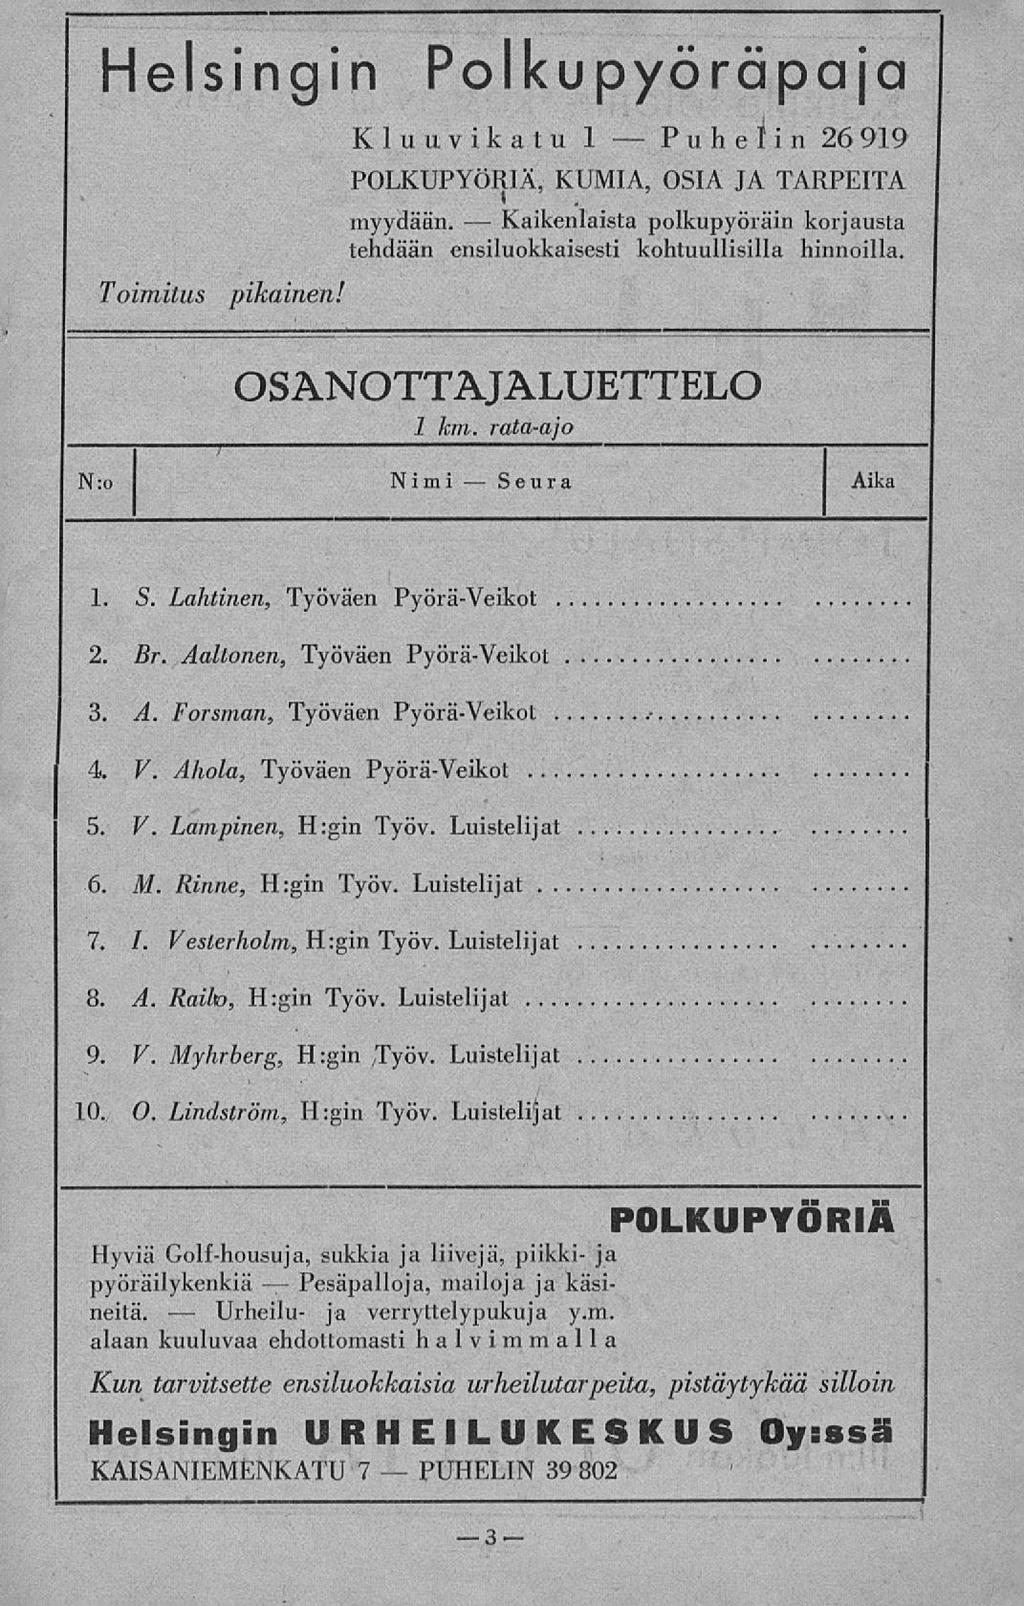 Helsingin Polkupyöräpaja
Kluuvikatu 1 — Puhelin 26 919
POLKUPYÖRIÄ, KUMIA, OSIA JA TARPEITA
myydään. — Kaikenlaista polkupyöräin korjausta
tehdään ensiluokkaisesti kohtuullisilla hinnoilla.
Toimitus pikainen!
OSANOTTAJALUETTELO
1 km. rata-ajo
N:o Nimi — Seura Aika
1. S. Lahtinen, Työväen Pyörä-Veikot .................. .........
2. Br. Aaltonen, Työväen Pyörä-Veikot ................. .........
3. A. Forsman, Työväen Pyörä-Veikot .................. .........
4. V. Ahola, Työväen Pyörä-Veikot .................... .........
5. V. Lampinen, H:gin Työv. Luistelijat ................ .........
6. M. Rinne, H:gin Työv. Luistelijat ................... .........
7. I. Vesterholm, H:gin Työv. Luistelijat ................ .........
8. A. Railo, H:gin Työv. Luistelijat .................... .........
9. V. Myhrberg, H:gin Työv. Luistelijat ................ .........
10. O. Lindström, H:gin Työv. Luistelijat ................ .........
POLKUPYÖRIÄ
Hyviä Golf-housuja, sukkia ja liivejä, piikki- ja
pyöräilykenkiä — Pesäpalloja, mailoja ja käsi-
neitä. — Urheilu- ja verryttelypukuja y.m.
alaan kuuluvaa ehdottomasti halvimmalla
Kun tarvitsette ensiluokkaisia urheilutarpeita, pistäytykää silloin
Helsingin URHEILUKESKUS Oy:ssä
KAISANIEMENKATU 7 — PUHELIN 39 802
— 3 —